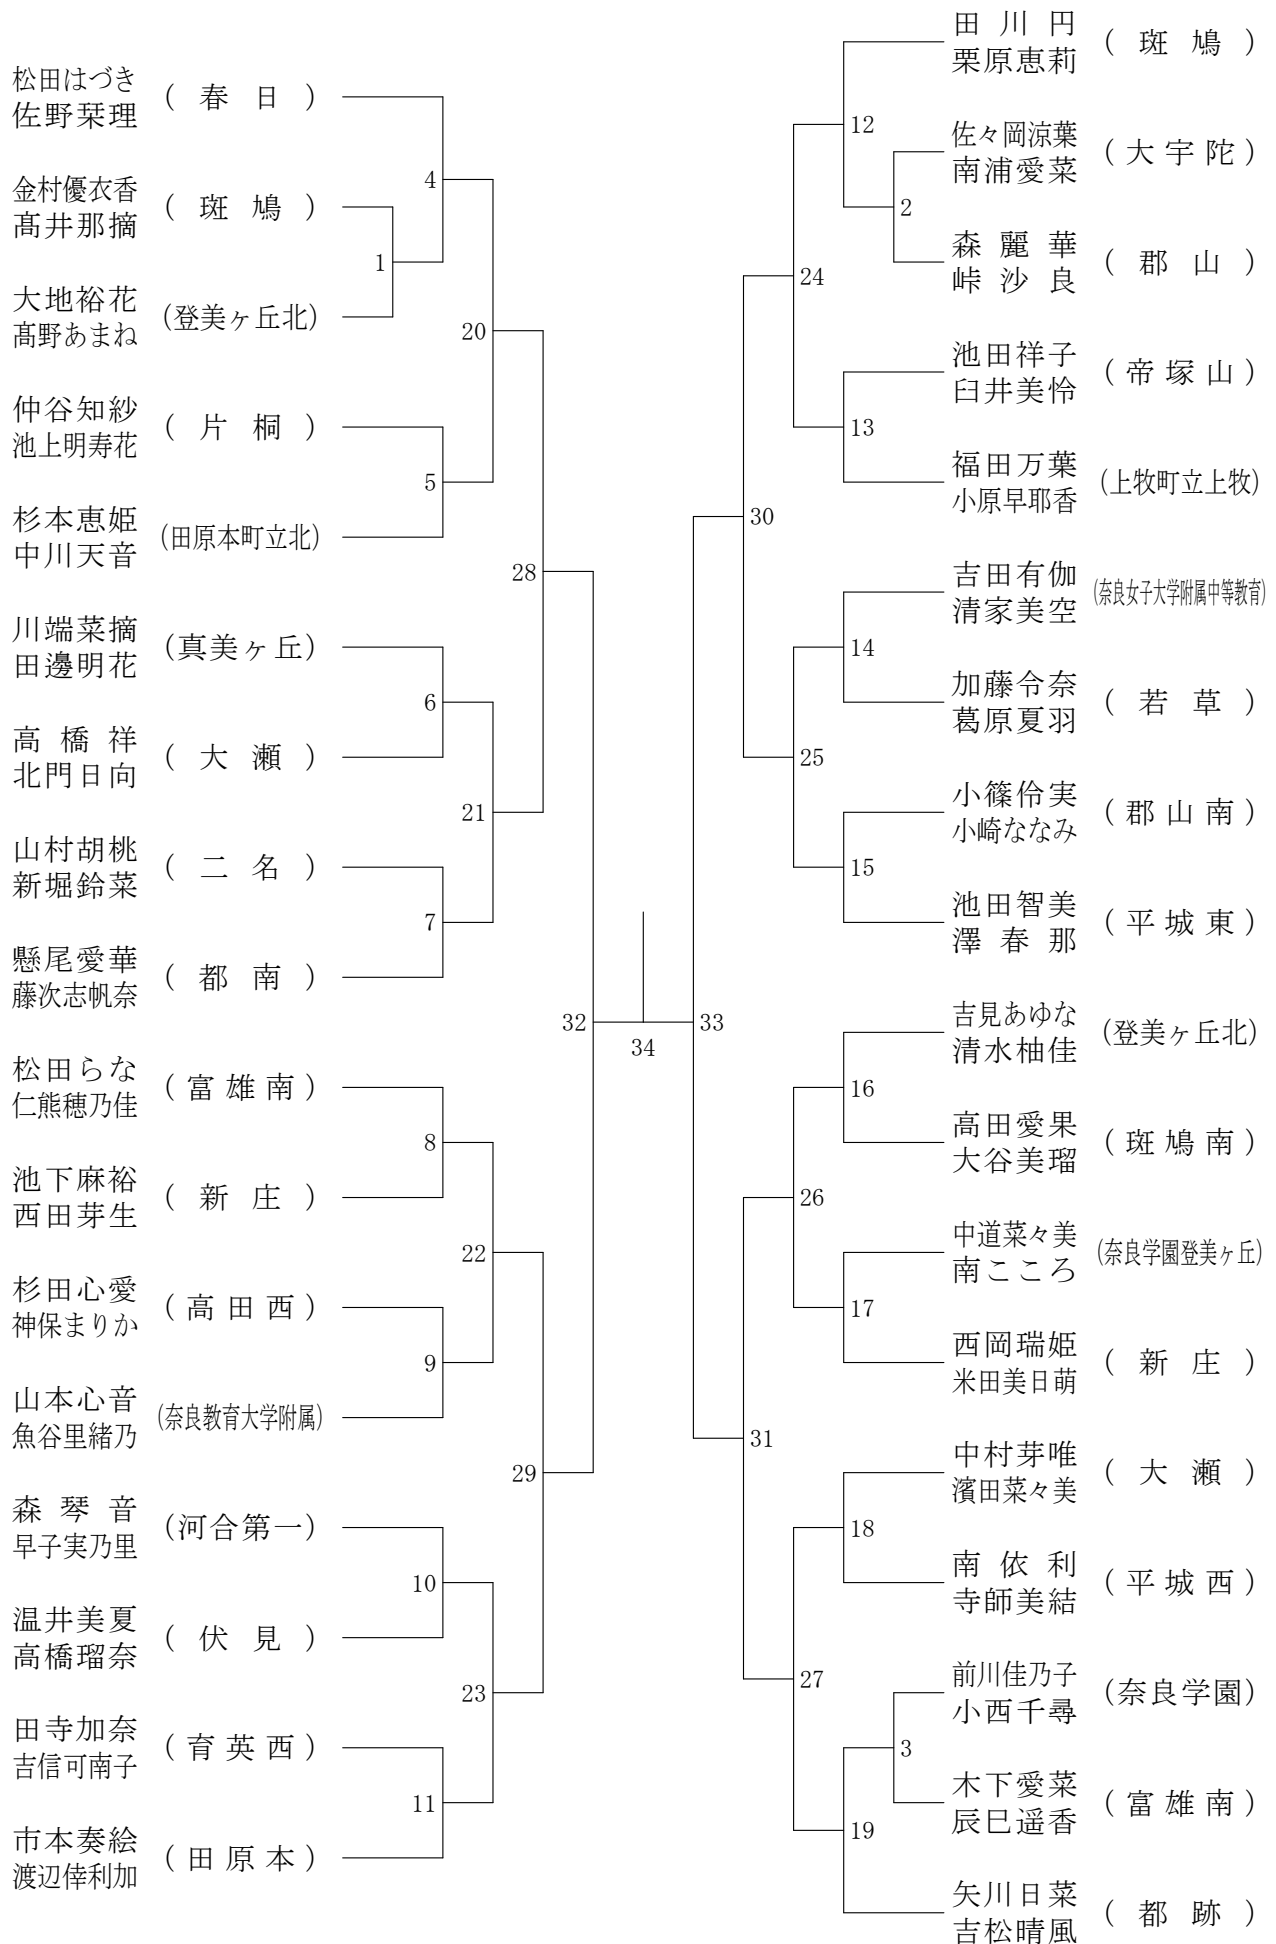 松田はづき
佐野栞理
(春日)
金村優衣香
髙井那摘
(斑鳩)
大地裕花
髙野あまね
(登美ヶ丘北)
仲谷知紗
池上明寿花
(片桐)
杉本恵姫
中川天音
(田原本町立北)
川端菜摘
田邊明花
(真美ヶ丘)
高橋祥
北門日向
(大瀬)
山村胡桃
新堀鈴菜
(二名)
懸尾愛華
藤次志帆奈
(都南)
松田らな
仁熊穂乃佳
(富雄南)
池下麻裕
西田芽生
(新庄)
杉田心愛
神保まりか
(高田西)
山本心音
魚谷里緒乃
(奈良教育大学附属)
森琴音
早子実乃里
(河合第一)
温井美夏
高橋瑠奈
(伏見)
田寺加奈
吉信可南子
(育英西)
市本奏絵
渡辺倖利加
(田原本)
1
4
5
6
7
8
9
10
11
20
21
22
23
28
29
32
34
33
30
31
24
25
26
27
12
2
13
14
15
16
17
18
3
19
田川円
栗原恵莉
(斑鳩)
佐々岡涼葉
南浦愛菜
(大宇陀)
森麗華
峠沙良
(郡山)
池田祥子
臼井美怜
(帝塚山)
福田万葉
小原早耶香
(上牧町立上牧)
吉田有伽
清家美空
(奈良女子大学附属中等教育)
加藤令奈
葛原夏羽
(若草)
小篠伶実
小崎ななみ
(郡山南)
池田智美
澤春那
(平城東)
吉見あゆな
清水柚佳
(登美ヶ丘北)
高田愛果
大谷美瑠
(斑鳩南)
中道菜々美
南こころ
(奈良学園登美ヶ丘)
西岡瑞姫
米田美日萌
(新庄)
中村芽唯
濱田菜々美
(大瀬)
南依利
寺師美結
(平城西)
前川佳乃子
小西千尋
(奈良学園)
木下愛菜
辰巳遥香
(富雄南)
矢川日菜
吉松晴風
(都跡)